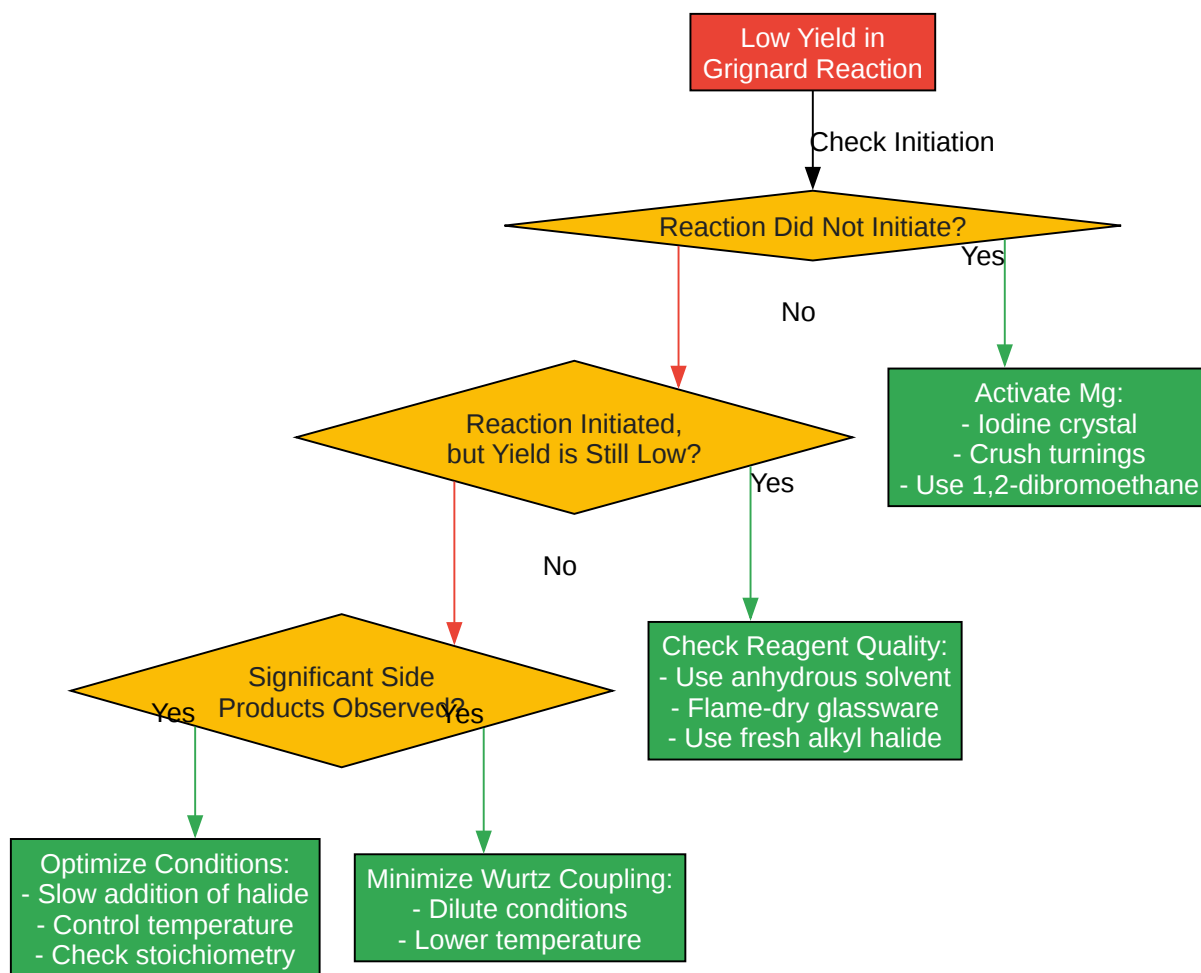 Low Yield in
Grignard Reaction
Check Initiation
Reaction Did Not Initiate?
Yes
No
Activate Mg:
- Iodine crystal
- Crush turnings
- Use 1,2-dibromoethane
Reaction Initiated,
but Yield is Still Low?
Yes
No
Check Reagent Quality:
- Use anhydrous solvent
- Flame-dry glassware
- Use fresh alkyl halide
Significant Side
Products Observed?
Yes
Yes
Optimize Conditions:
- Slow addition of halide
- Control temperature
- Check stoichiometry
Minimize Wurtz Coupling:
- Dilute conditions
- Lower temperature